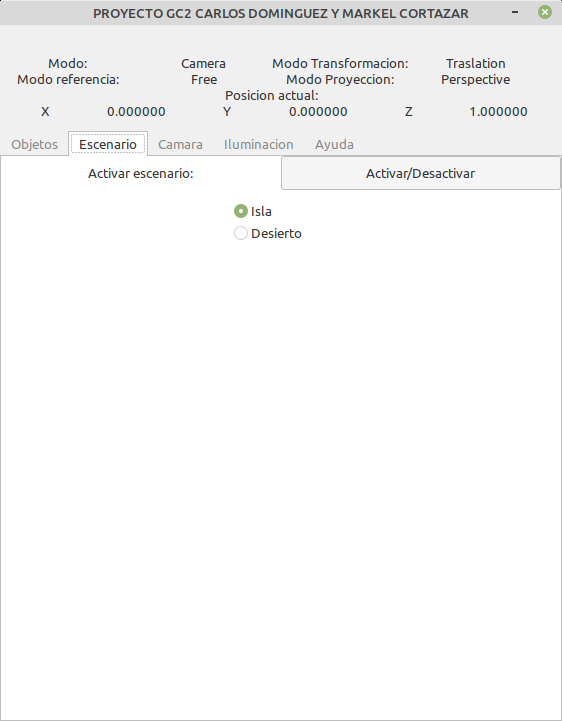 PROYECTO GC2 CARLOS DOMINGUEZ Y MARKEL CORTAZAR
Modo: Camera Modo Transformacion: Traslation
Modo referencia: Free Modo Proyeccion: Perspective
Posicion actual:
X 0.000000 Y 0.000000 Z 1.000000
Objetos Escenario Camara Iluminacion Ayuda
Activar escenario: Activar/Desactivar
Isla
Desierto